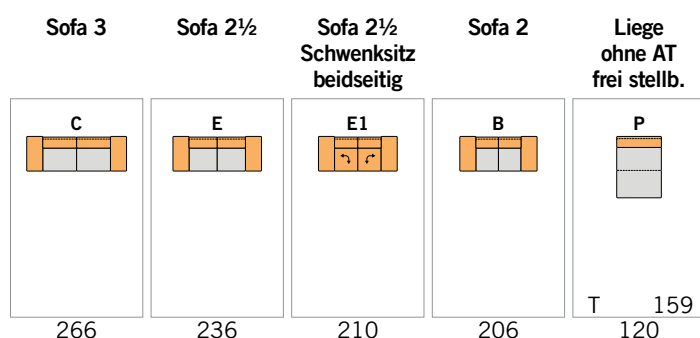 Sofa 3
Sofa 2½
Sofa 2½
Schwenksitz
beidseitig
Sofa 2
Liege
ohne AT
frei stellb.
C
E
E1
B
P
T 159
266
236
210
206
120